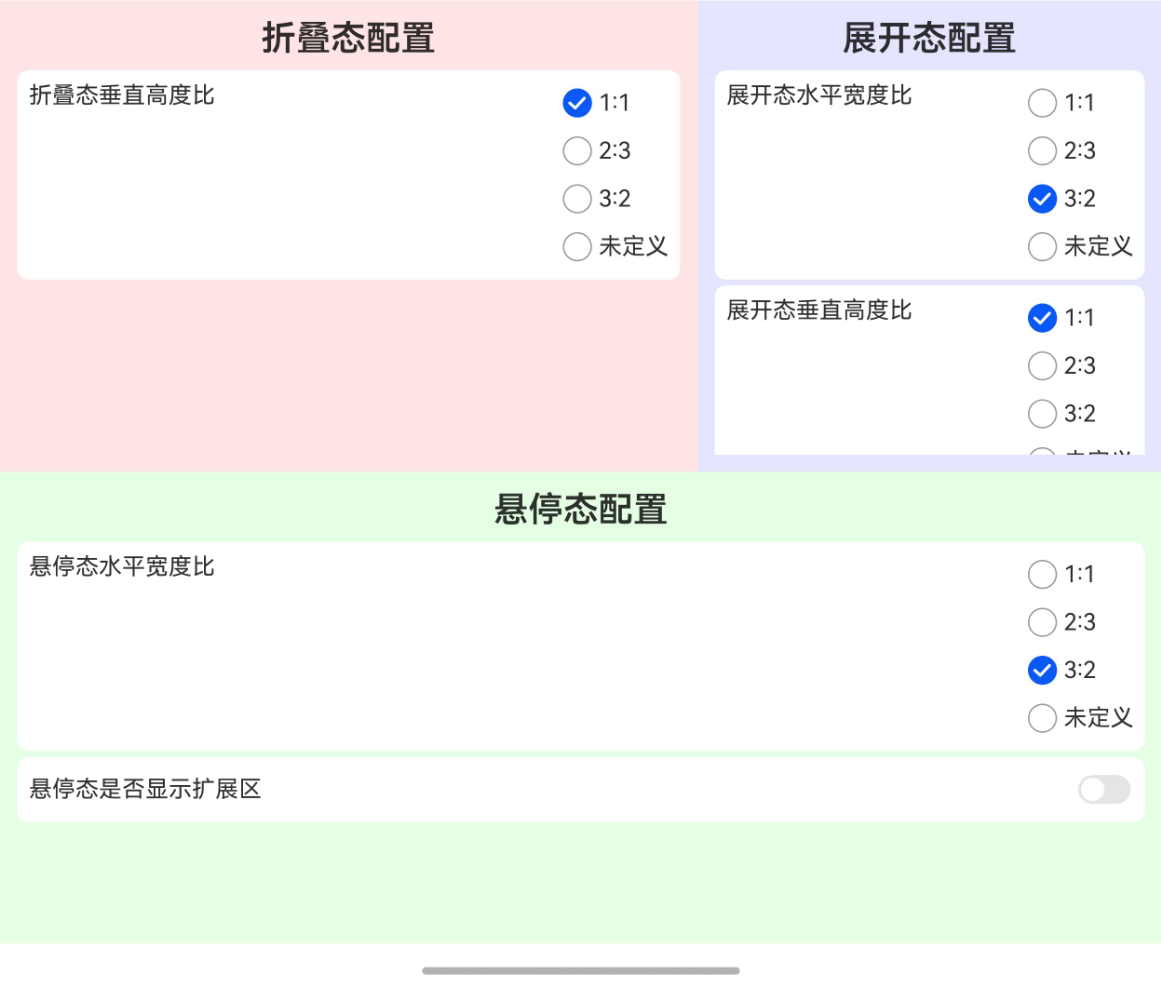 折叠态配置
折叠态垂直高度比
1:1
2:3
3:2
未定义
展开态配置
展开态水平宽度比
1:1
2:3
3:2
未定义
展开态垂直高度比
1:1
2:3
3:2
悬停态配置
悬停态水平宽度比
1:1
2:3
3:2
未定义
悬停态是否显示扩展区